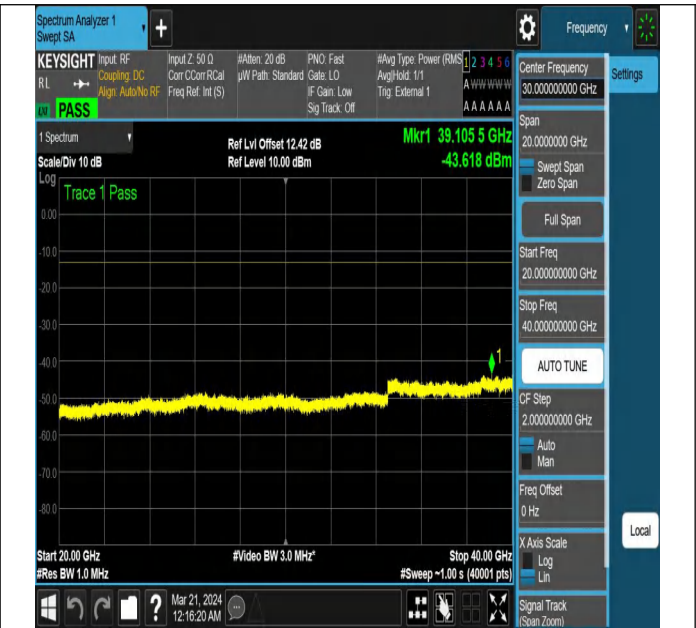 Spectrum Analyzer 1
Swept SA
+
Frequency
KEYSIGHT
RL
PASS
Input: RF
Coupling: DC
Align: Auto/No RF
Input Z: 50 Ω
Corr CCorr RCal
Freq Ref: Int (S)
#Atten: 20 dB
µW Path: Standard
PNO: Fast
Gate: LO
IF Gain: Low
Sig Track: Off
#Avg Type: Power (RMS
Avg|Hold: 1/1
Trig: External 1
1 2 3 4 5 6
A W W W W W
A A A A A A
Center Frequency
30.000000000 GHz
Settings
1 Spectrum
Scale/Div 10 dB
Ref Lvl Offset 12.42 dB
Ref Level 10.00 dBm
Mkr1 39.105 5 GHz
-43.618 dBm
Span
20.0000000 GHz
Swept Span
Zero Span
Full Span
Start Freq
20.000000000 GHz
Stop Freq
40.000000000 GHz
AUTO TUNE
CF Step
2.000000000 GHz
Auto
Man
Freq Offset
0 Hz
X Axis Scale
Log
Lin
Signal Track
(Span Zoom)
Local
Log
Trace 1 Pass
0.00
-10.0
-20.0
-30.0
-40.0
-50.0
-60.0
-70.0
-80.0
1
Start 20.00 GHz
#Res BW 1.0 MHz
#Video BW 3.0 MHz*
Stop 40.00 GHz
#Sweep ~1.00 s (40001 pts)
?
Mar 21, 2024
12:16:20 AM